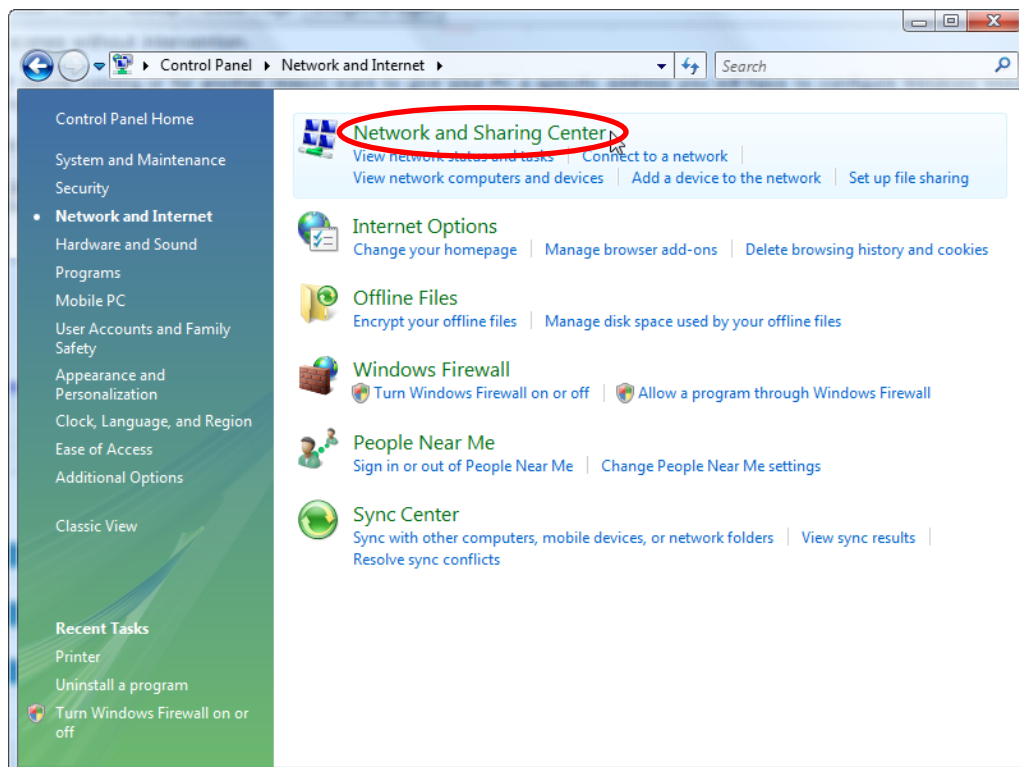 scenes without intervention.
Control Panel Network and Internet
Search
Control Panel Home
System and Maintenance
Security
Network and Internet
Hardware and Sound
Programs
Mobile PC
User Accounts and Family
Safety
Appearance and
Personalization
Clock, Language, and Region
Ease of Access
Additional Options
Classic View
Recent Tasks
Printer
Uninstall a program
Turn Windows Firewall on or
off
Network and Sharing Center
View network status and tasks Connect to a network
View network computers and devices Add a device to the network Set up file sharing
Internet Options
Change your homepage Manage browser add-ons Delete browsing history and cookies
Offline Files
Encrypt your offline files Manage disk space used by your offline files
Windows Firewall
Turn Windows Firewall on or off Allow a program through Windows Firewall
People Near Me
Sign in or out of People Near Me Change People Near Me settings
Sync Center
Sync with other computers, mobile devices, or network folders View sync results
Resolve sync conflicts